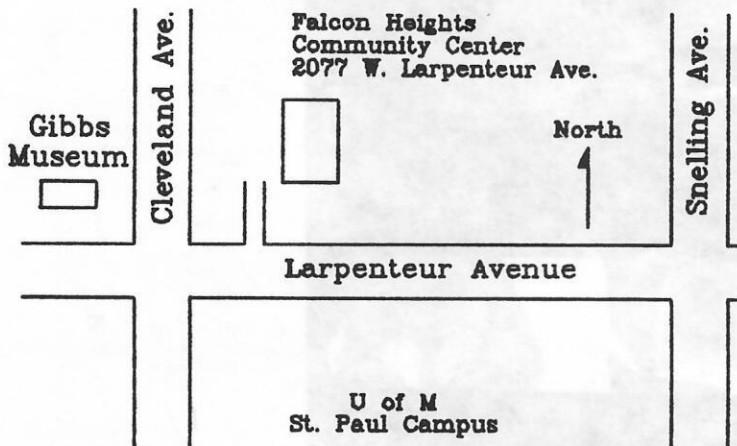 Falcon Heights
Community Center
2077 W. Larpenteur Ave.
Cleveland Ave.
Snelling Ave.
Gibbs
Museum
North
Larpenteur Avenue
U of M
St. Paul Campus